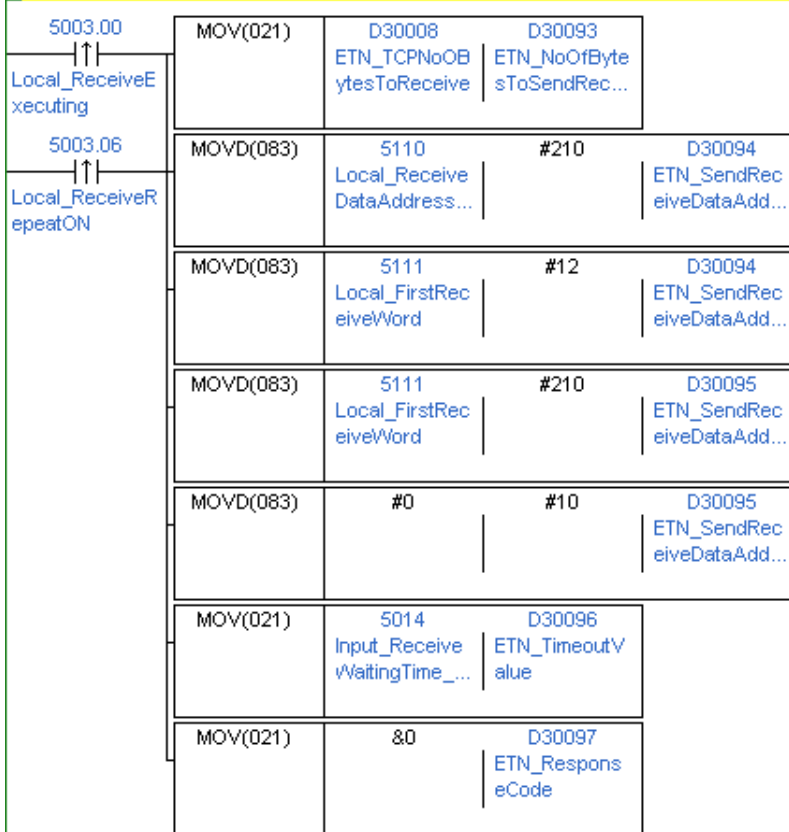 5003.00
Local_ReceiveE
xecuting
MOV(021)
D30008
ETN_TCPNoOB
ytesToReceive
D30093
ETN_NoOfByte
sToSendRec...
5003.06
Local_ReceiveR
epeatON
MOVD(083)
5110
Local_Receive
DataAddress...
#210
D30094
ETN_SendRec
eiveDataAdd...
MOVD(083)
5111
Local_FirstRec
eiveWord
#12
D30094
ETN_SendRec
eiveDataAdd...
MOVD(083)
5111
Local_FirstRec
eiveWord
#210
D30095
ETN_SendRec
eiveDataAdd...
MOVD(083)
#0
#10
D30095
ETN_SendRec
eiveDataAdd...
MOV(021)
5014
Input_Receive
WaitingTime_...
D30096
ETN_TimeoutV
alue
MOV(021)
&0
D30097
ETN_Respons
eCode